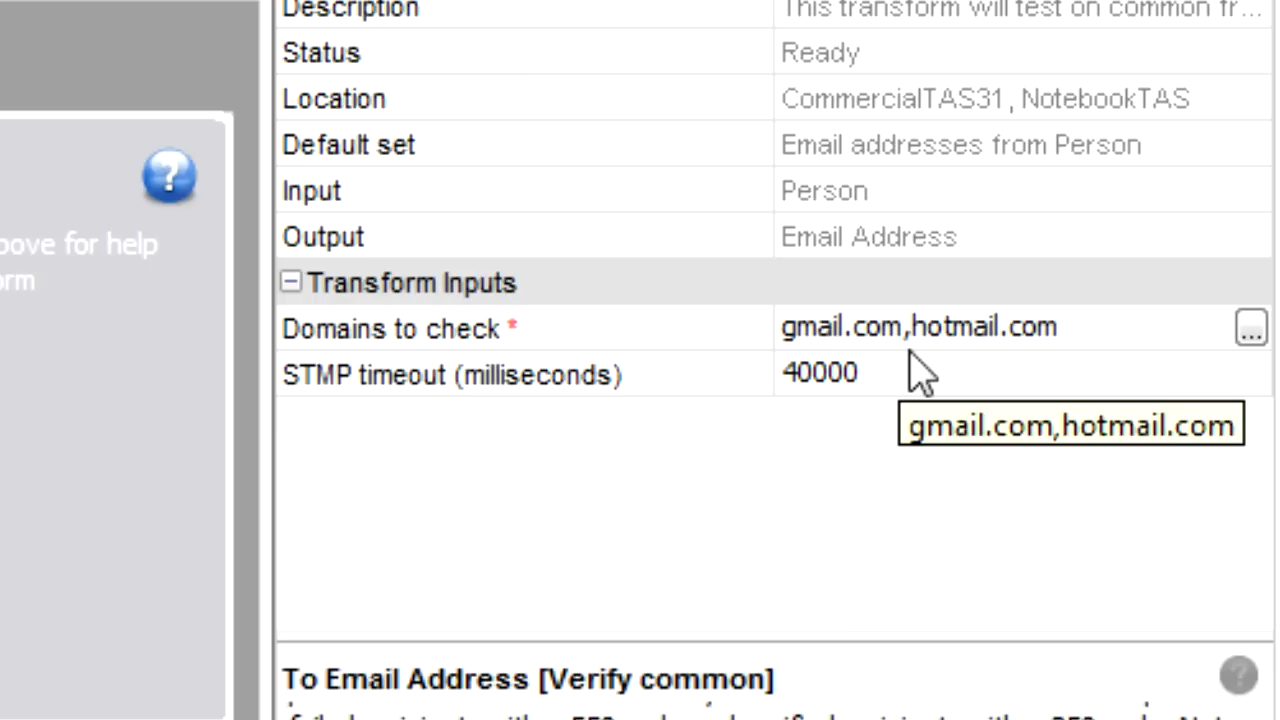 Description This transform will test on common fr...
Status Ready
Location CommercialTAS31, NotebookTAS
Default set Email addresses from Person
Input Person
? 
bove for help
orm
Output Email Address
Transform Inputs
Domains to check * gmail.com,hotmail.com ...
STMP timeout (milliseconds) 40000
gmail.com,hotmail.com
To Email Address [Verify common] ?